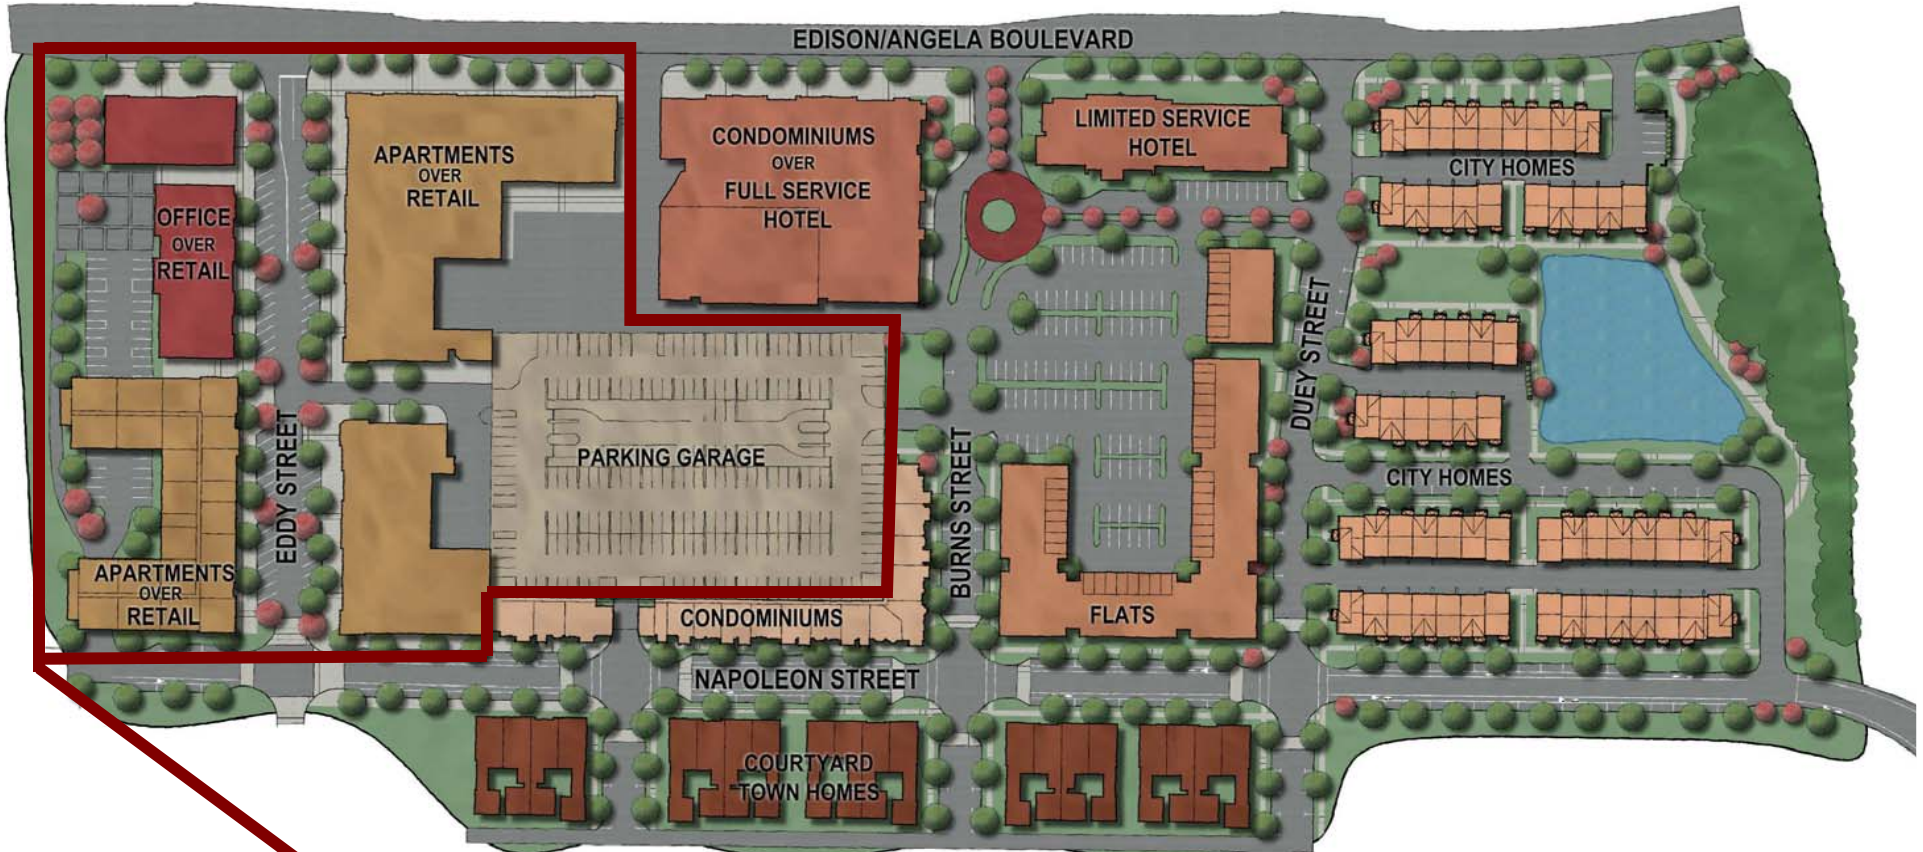 EDISON/ANGELA BOULEVARD
APARTMENTS
OVER
RETAIL
CONDOMINIUMS
OVER
FULL SERVICE
HOTEL
LIMITED SERVICE
HOTEL
CITY HOMES
OFFICE
OVER
RETAIL
EDDY STREET
PARKING GARAGE
BURNS STREET
DUEY STREET
CITY HOMES
APARTMENTS
OVER
RETAIL
CONDOMINIUMS
FLATS
NAPOLEON STREET
COURTYARD
TOWN HOMES